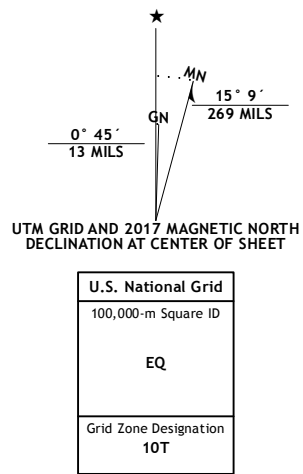 MN
GN
15° 9´
269 MILS
0° 45´
13 MILS
UTM GRID AND 2017 MAGNETIC NORTH
DECLINATION AT CENTER OF SHEET
U.S. National Grid
100,000-m Square ID
EQ
Grid Zone Designation
10T